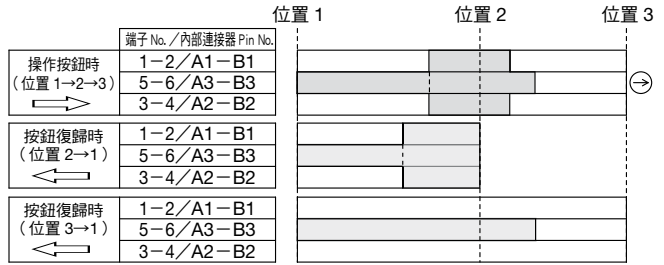 位置 1 位置 2 位置 3
端子 No.／內部連接器 Pin No.
操作按鈕時
（位置 1→2→3）
1－2／A1－B1
5－6／A3－B3
3－4／A2－B2
按鈕復歸時
（位置 2→1）
1－2／A1－B1
5－6／A3－B3
3－4／A2－B2
按鈕復歸時
（位置 3→1）
1－2／A1－B1
5－6／A3－B3
3－4／A2－B2